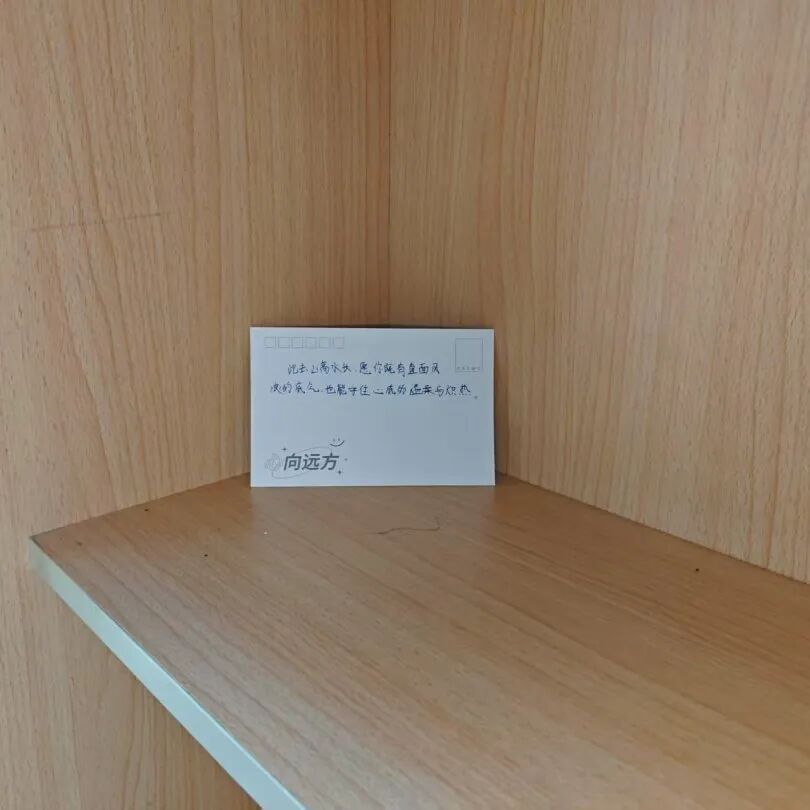 此去山高水长,愿你既有直面风
浪的底气,也能守住心底的温柔与炽热。
心向远方